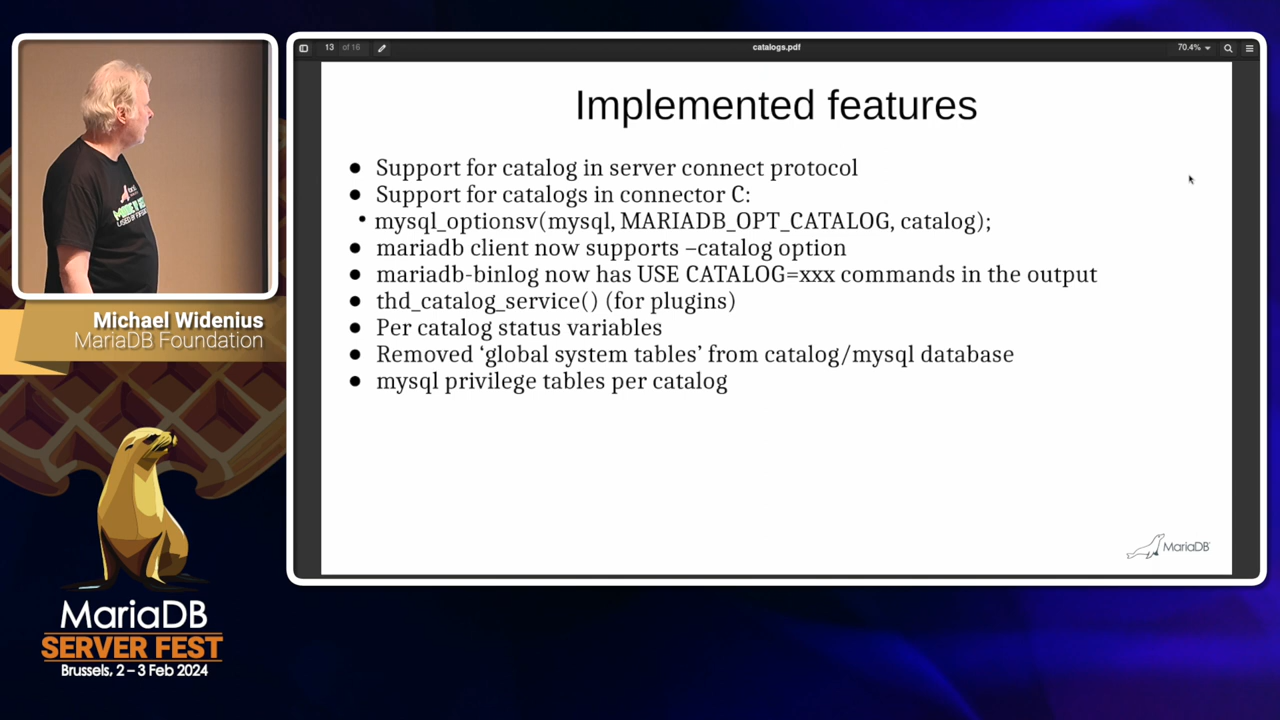 13 of 16
catalogs.pdf
70.4%
Implemented features
● Support for catalog in server connect protocol
● Support for catalogs in connector C:
• mysql_optionsv(mysql, MARIADB_OPT_CATALOG, catalog);
● mariadb client now supports –catalog option
● mariadb-binlog now has USE CATALOG=xxx commands in the output
● thd_catalog_service() (for plugins)
● Per catalog status variables
● Removed ‘global system tables’ from catalog/mysql database
● mysql privilege tables per catalog
MariaDB
Michael Widenius
MariaDB Foundation
MariaDB
SERVER FEST
Brussels, 2 – 3 Feb 2024